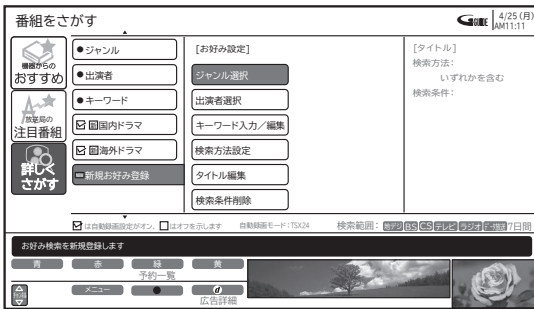 番組をさがす
GGUIDE 4/25(月)
AM11:11
機器からの
おすすめ
放送局の
注目番組
詳しく
さがす
●ジャンル
●出演者
●キーワード
国内ドラマ
海外ドラマ
新規お好み登録
[お好み設定]
ジャンル選択
出演者選択
キーワード入力／編集
検索方法設定
タイトル編集
検索条件削除
[タイトル]
検索方法:
いずれかを含む
検索条件:
は自動録画設定がオン、 はオフを示します 自動録画モード:TSX24 検索範囲: 地デジ BS CS テレビ ラジオ 7日間
お好み検索を新規登録します
青 赤 緑 黄
予約一覧
メニュー ● d
広告詳細